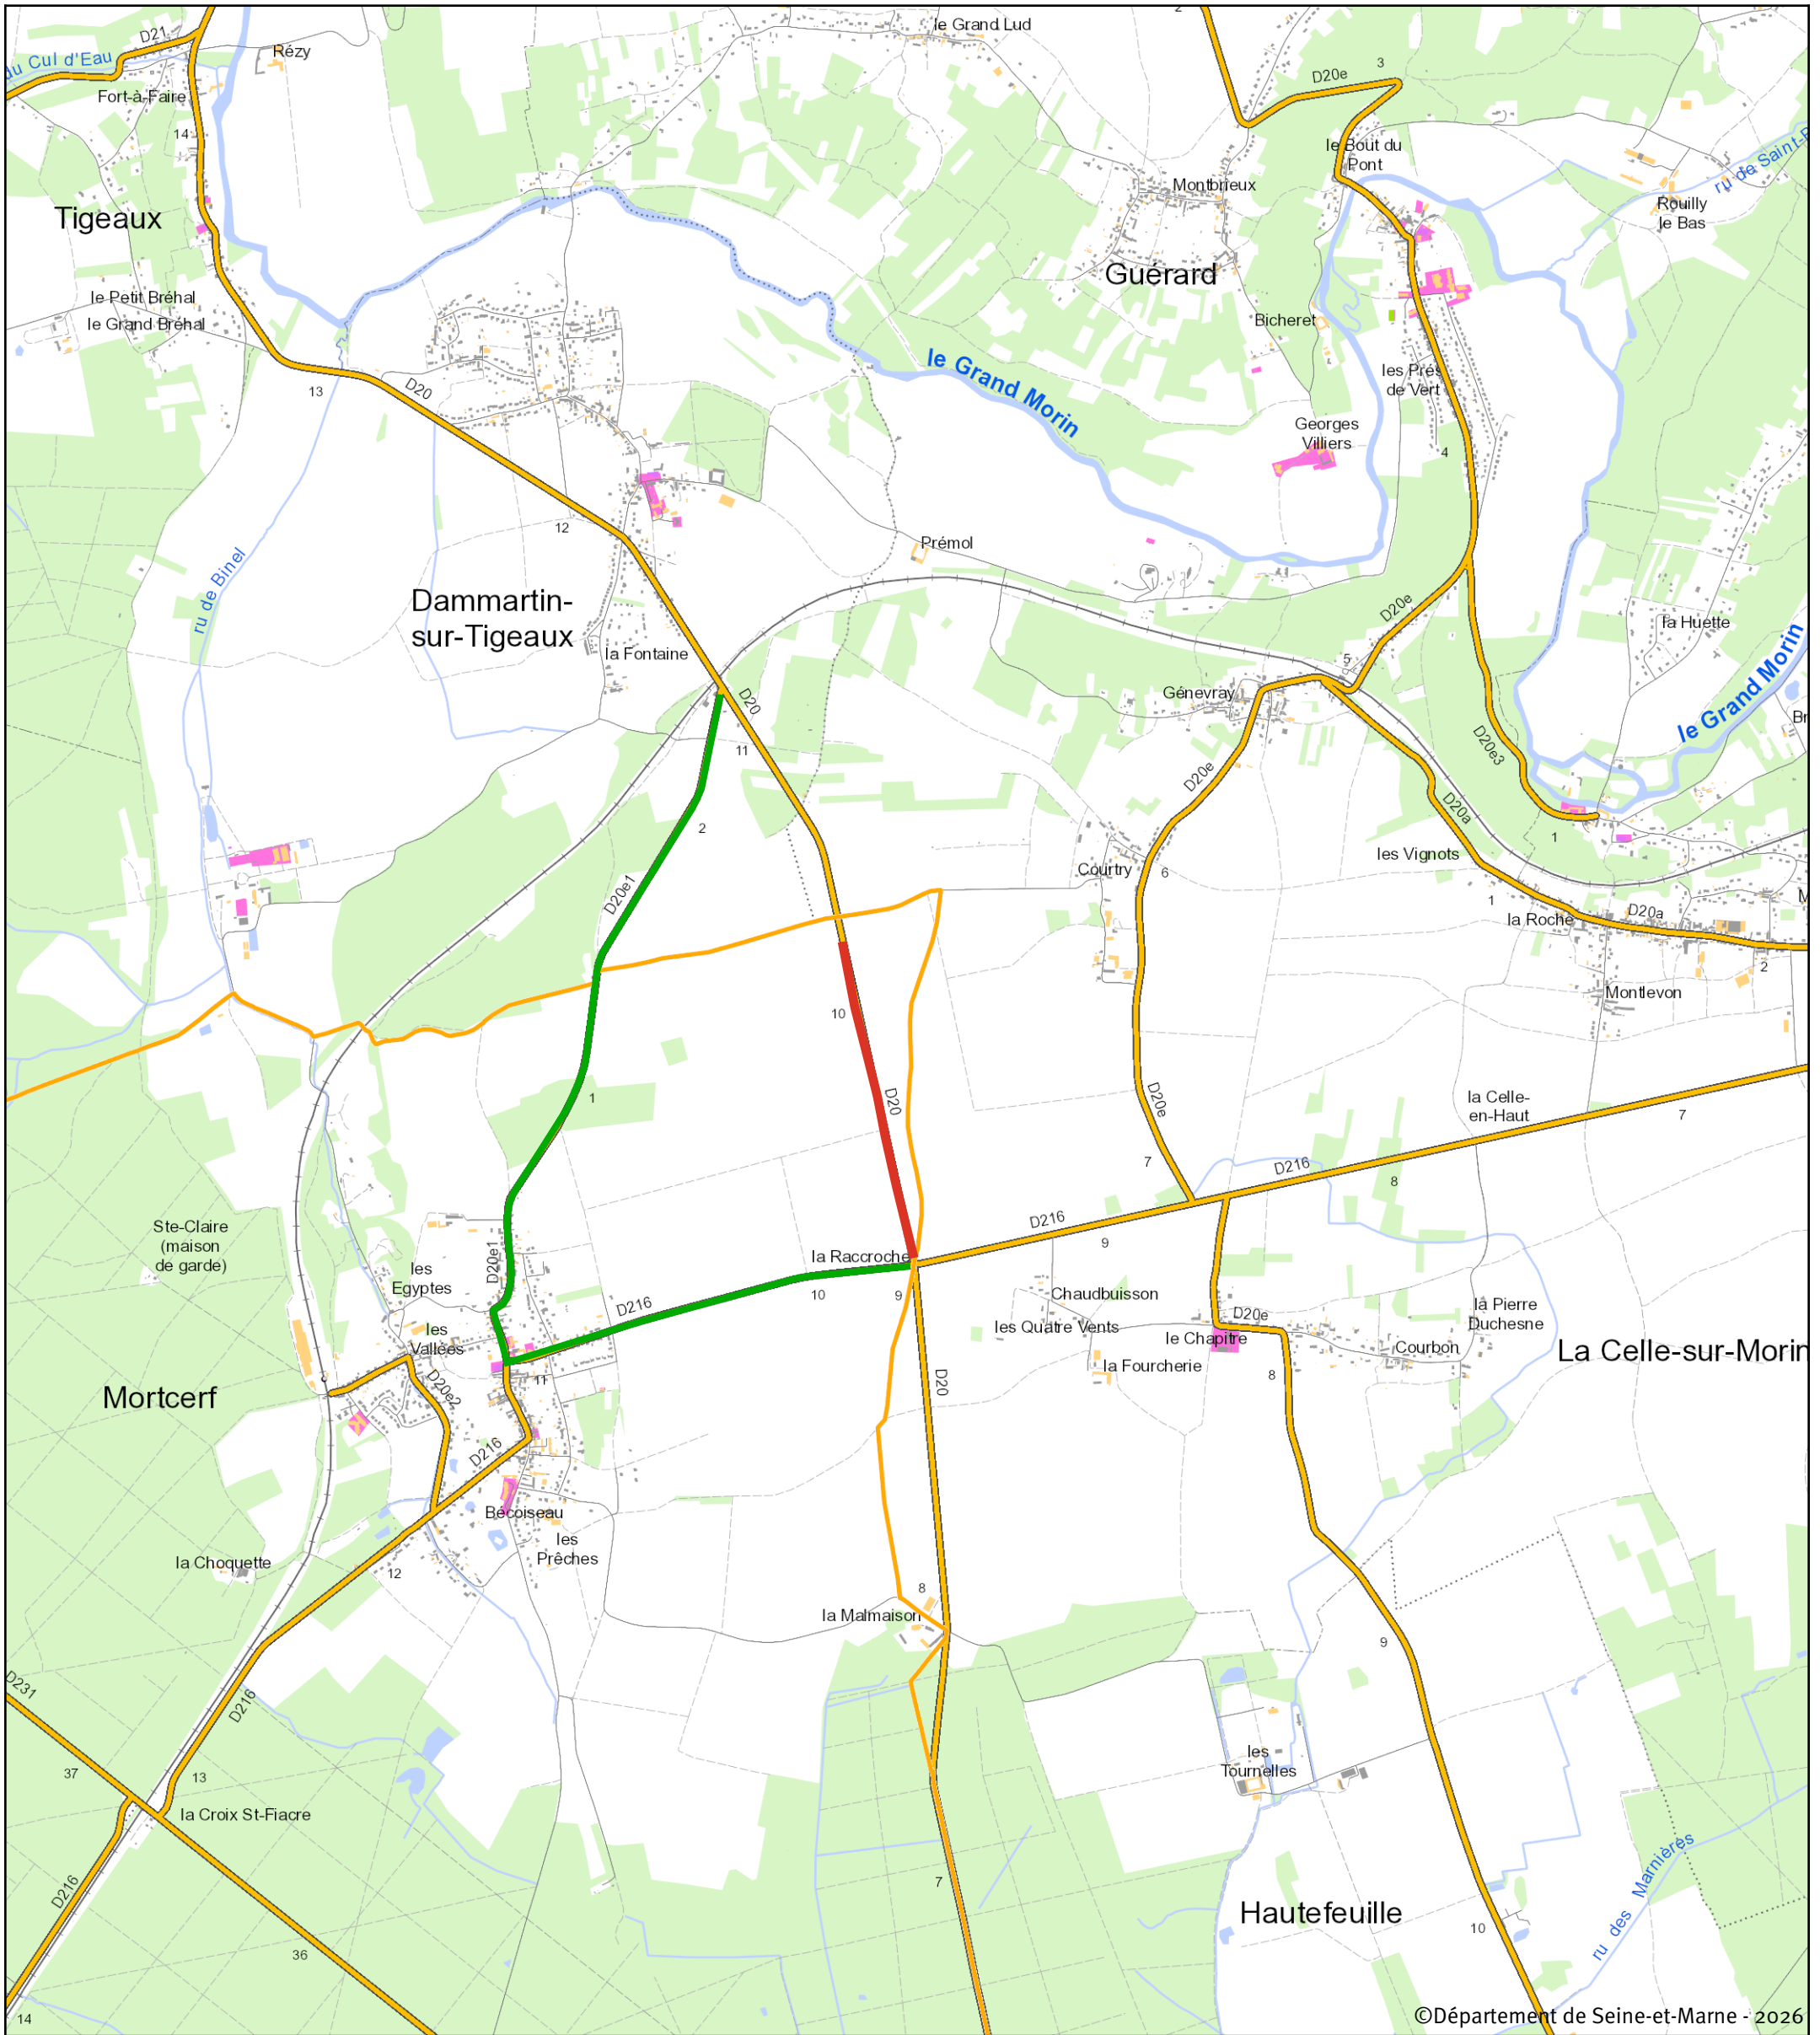 2
le Grand Lud
D21
Rézy
du Cul d'Eau
3
D20e
Fort-à-Faire
14
le Bout du
Pont
Montbrieux
Rouilly
le Bas
Tigeaux
Guérard
le Petit Bréhal
le Grand Bréhal
Bicheret
13
D20
le Grand Morin
les Prés
de Vert
Georges
Villiers
4
12
Prémol
ru de Binel
Dammartin-
sur-Tigeaux
D20e
la Huette
la Fontaine
5
Génevray
le Grand Morin
D20
11
D20e3
D20e
2
D20a
1
les Vignots
Courtry
6
D20e1
1
la Roche
D20a
2
Montlevon
10
D20
1
D20e
la Celle-
en-Haut
7
7
D216
8
Ste-Claire
(maison
de garde)
D216
9
D20e1
la Raccroche
les
Egyptes
10
9
D216
Chaudbuisson
les Quatre Vents
D20e
le Chapitre
la Pierre
Duchesne
les
Vallées
Courbon
La Celle-sur-Morin
la Fourcherie
8
D20
11
D20e2
Mortcerf
D216
Bécoiseau
les
Prêches
la Choquette
12
8
la Malmaison
9
D231
D216
37
13
la Croix St-Fiacre
les
Tournelles
D216
7
ru des Marnières
Hautefeuille
10
36
14
©Département de Seine-et-Marne - 2026